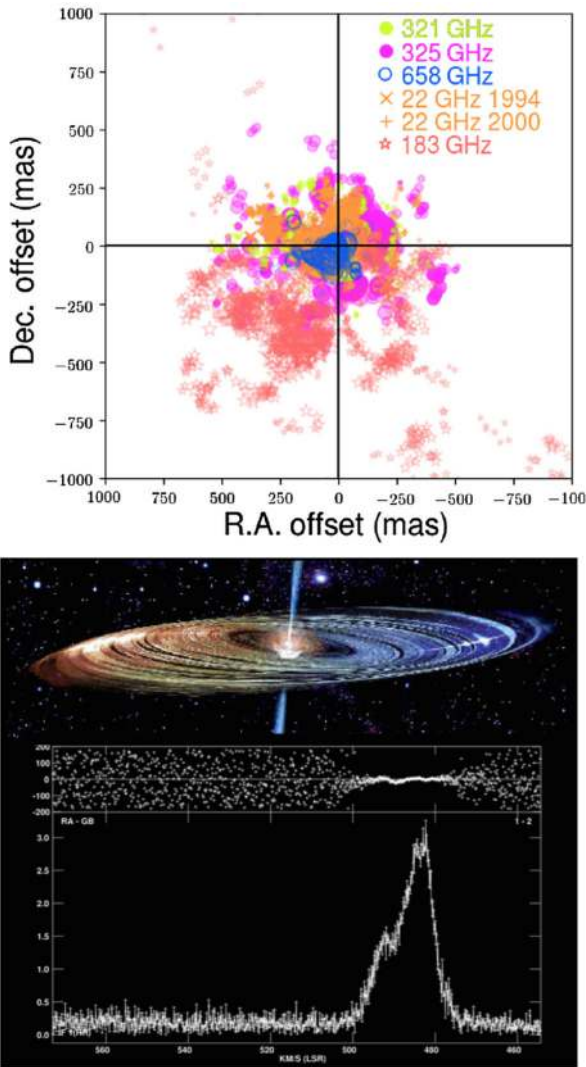 1000
750
500
250
0
−250
−500
−750
−1000
Dec. offset (mas)
321 GHz
325 GHz
658 GHz
22 GHz 1994
22 GHz 2000
183 GHz
1000 750 500 250 0 −250 −500 −750 −100
R.A. offset (mas)
200
100
0
-100
-200
RA - GB 1 - 2
3.0
2.5
2.0
1.5
1.0
0.5
0.0
560 540 520 500 480 460
KM/S (LSR)